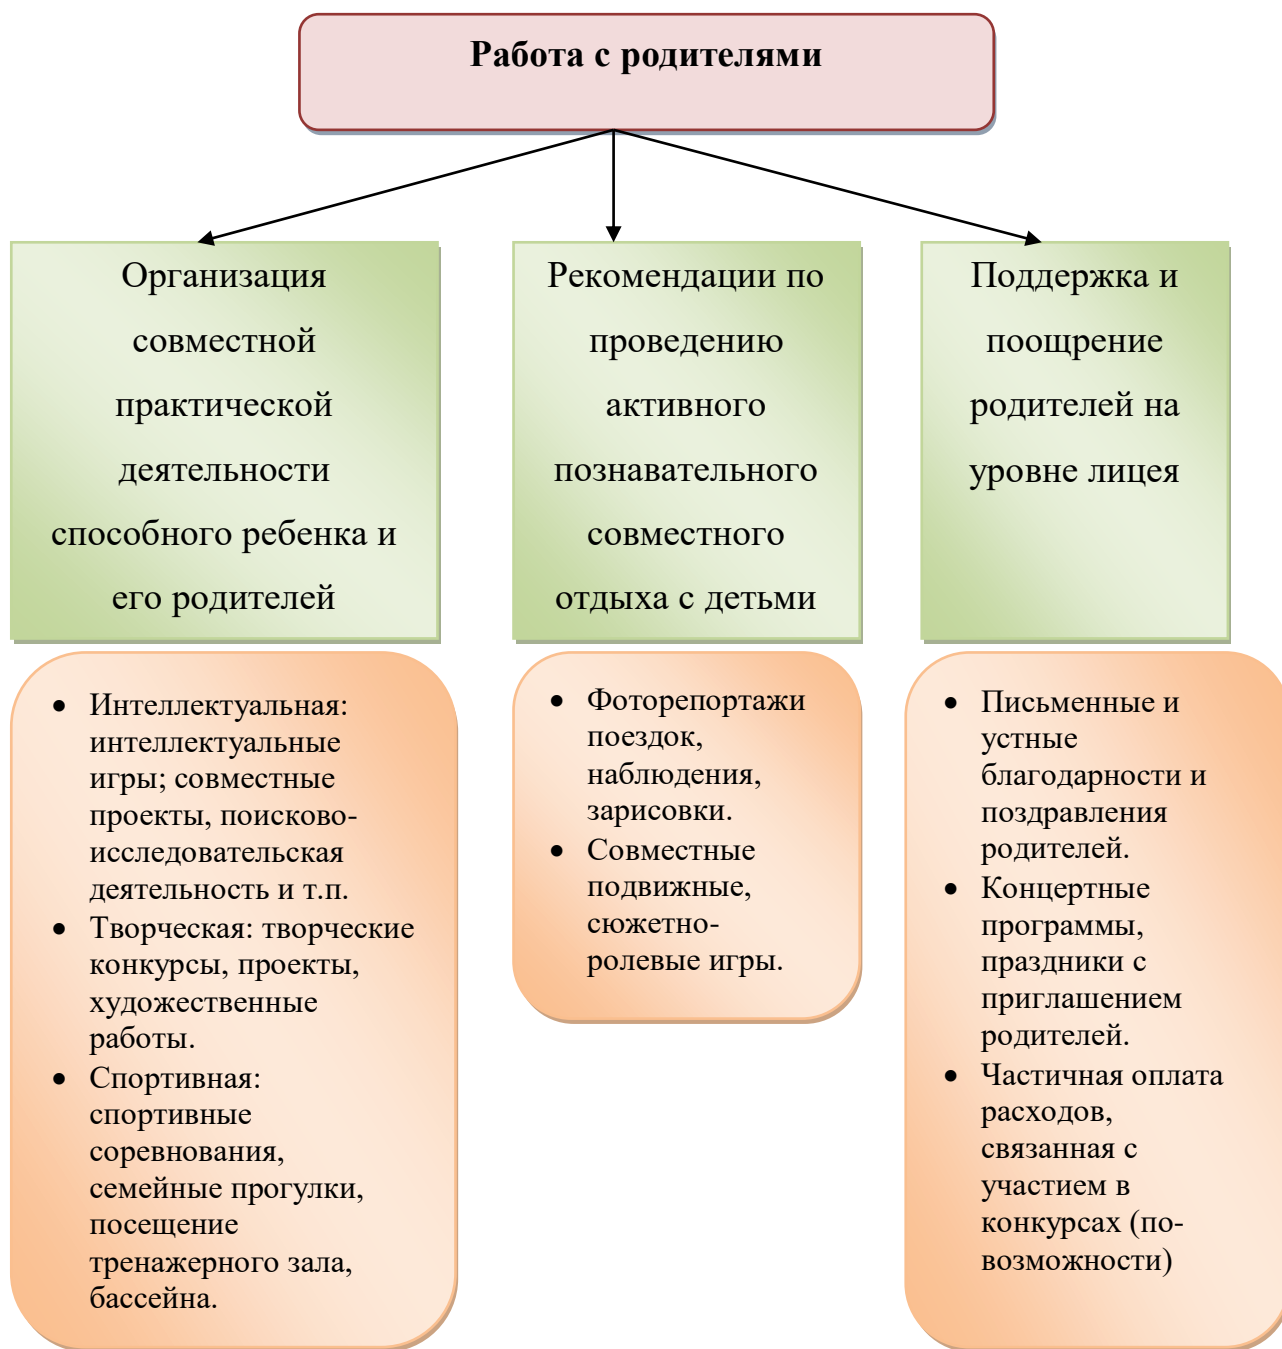 Работа с родителями
Организация
совместной
практической
деятельности
способного ребенка и
его родителей
Рекомендации по
проведению
активного
познавательного
совместного
отдыха с детьми
Поддержка и
поощрение
родителей на
уровне лицея
• Интеллектуальная:
интеллектуальные
игры; совместные
проекты, поисково-
исследовательская
деятельность и т.п.
• Творческая: творческие
конкурсы, проекты,
художественные
работы.
• Спортивная:
спортивные
соревнования,
семейные прогулки,
посещение
тренажерного зала,
бассейна.
• Фоторепортажи
поездок,
наблюдения,
зарисовки.
• Совместные
подвижные,
сюжетно-
ролевые игры.
• Письменные и
устные
благодарности и
поздравления
родителей.
• Концертные
программы,
праздники с
приглашением
родителей.
• Частичная оплата
расходов,
связанная с
участием в
конкурсах (по-
возможности)